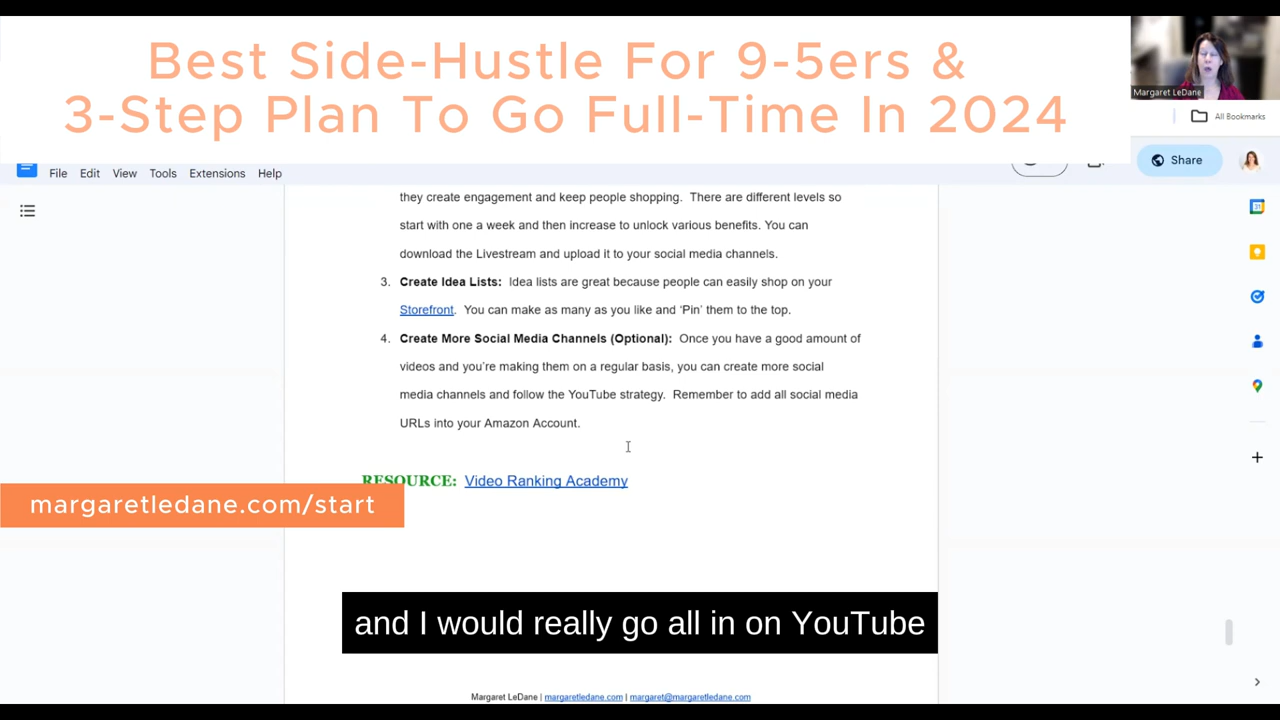 Best Side-Hustle For 9-5ers &
3-Step Plan To Go Full-Time In 2024
Margaret LeDane
All Bookmarks
File Edit View Tools Extensions Help
Share
they create engagement and keep people shopping. There are different levels so
start with one a week and then increase to unlock various benefits. You can
download the Livestream and upload it to your social media channels.
3. Create Idea Lists: Idea lists are great because people can easily shop on your
Storefront. You can make as many as you like and ‘Pin’ them to the top.
4. Create More Social Media Channels (Optional): Once you have a good amount of
videos and you’re making them on a regular basis, you can create more social
media channels and follow the YouTube strategy. Remember to add all social media
URLs into your Amazon Account.
RESOURCE: Video Ranking Academy
margaretledane.com/start
and I would really go all in on YouTube
Margaret LeDane | margaretledane.com | margaret@margaretledane.com